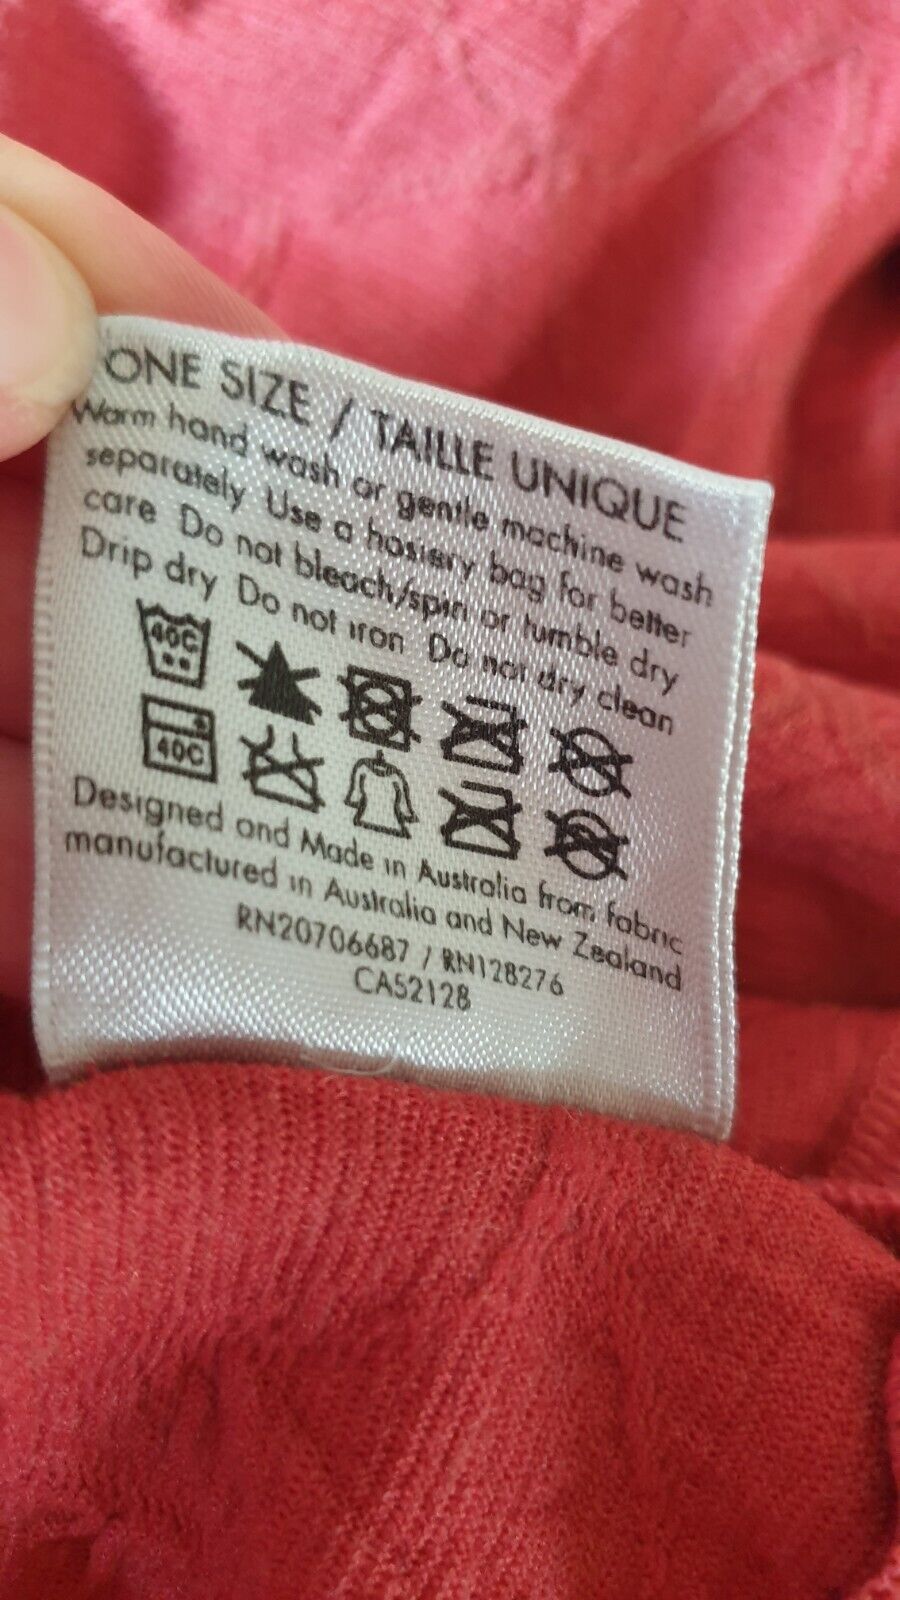 ONE SIZE / TAILLE UNIQUE
Warm hand wash or gentle machine wash
separately Use a hosiery bag for better
care Do not bleach/spin or tumble dry
Drip dry Do not iron Do not dry clean
40C
40C
Designed and Made in Australia from fabric
manufactured in Australia and New Zealand
RN20706687 / RN128276
CA52128